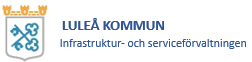 LULEÅ KOMMUN
Infrastruktur- och serviceförvaltningen